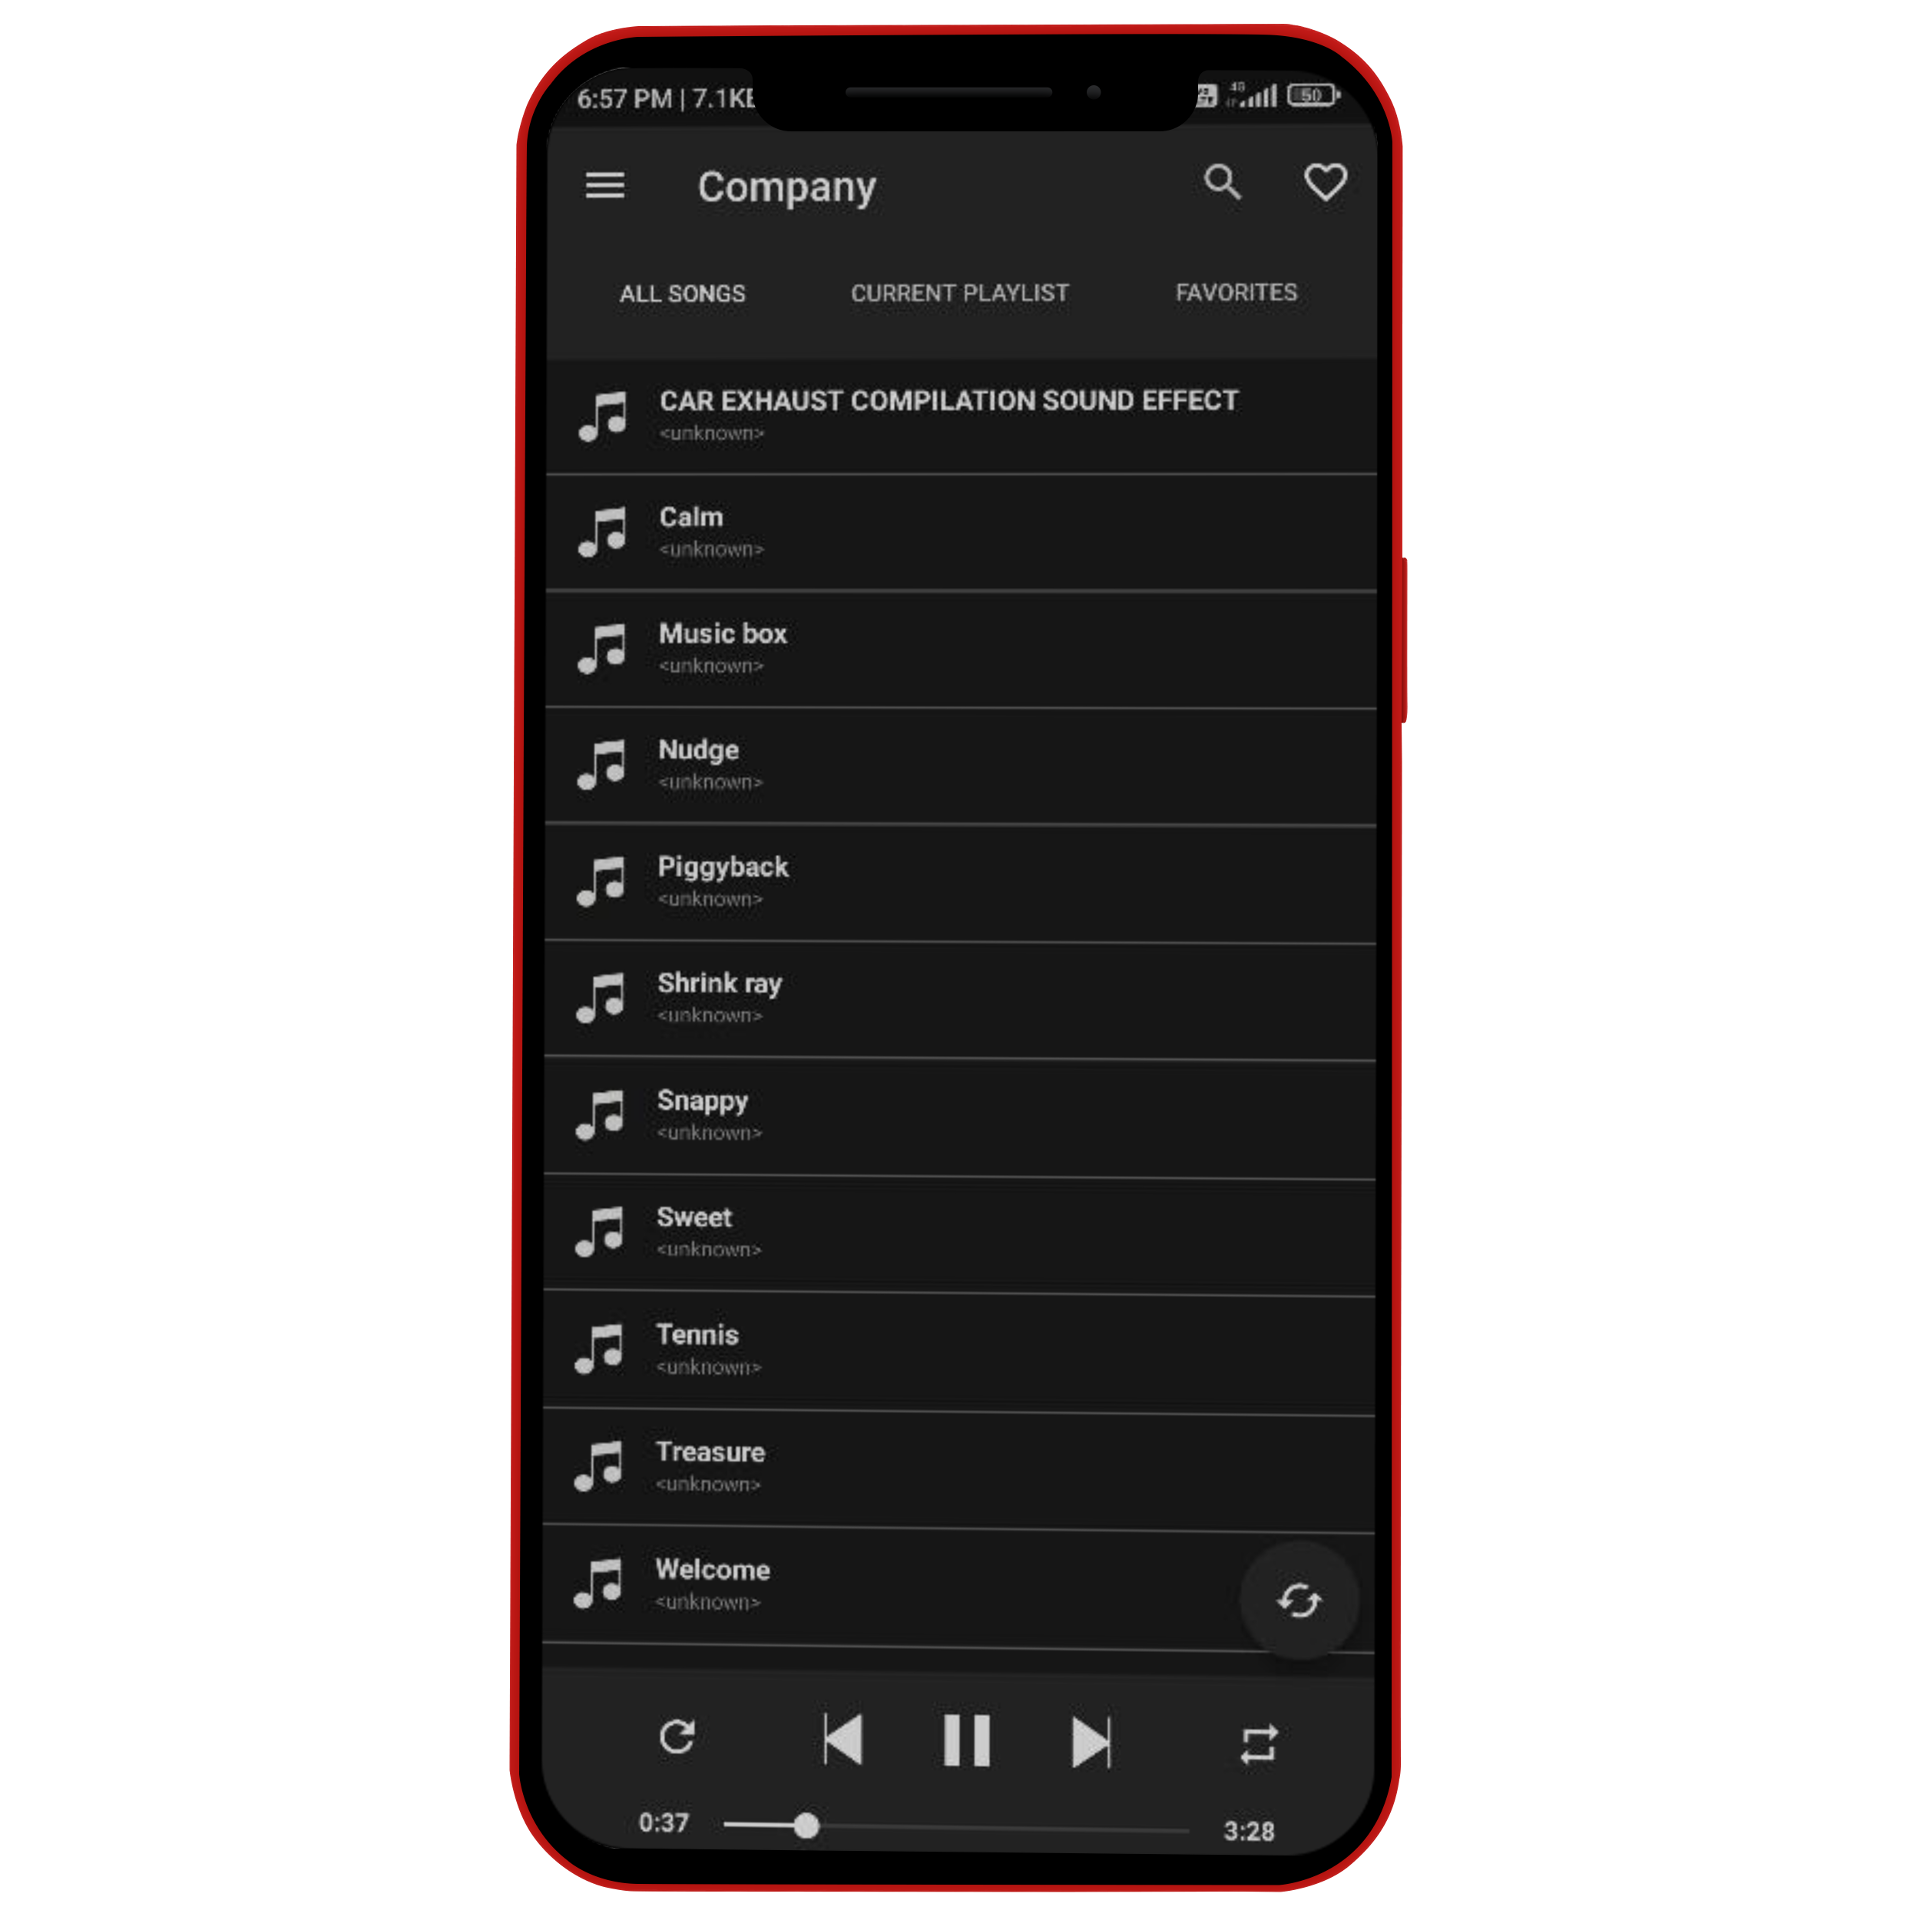 6:57 PM | 7.1KE
4G
50
Company
ALL SONGS CURRENT PLAYLIST FAVORITES
CAR EXHAUST COMPILATION SOUND EFFECT
<unknown>
Calm
<unknown>
Music box
<unknown>
Nudge
<unknown>
Piggyback
<unknown>
Shrink ray
<unknown>
Snappy
<unknown>
Sweet
<unknown>
Tennis
<unknown>
Treasure
<unknown>
Welcome
<unknown>
0:37 3:28